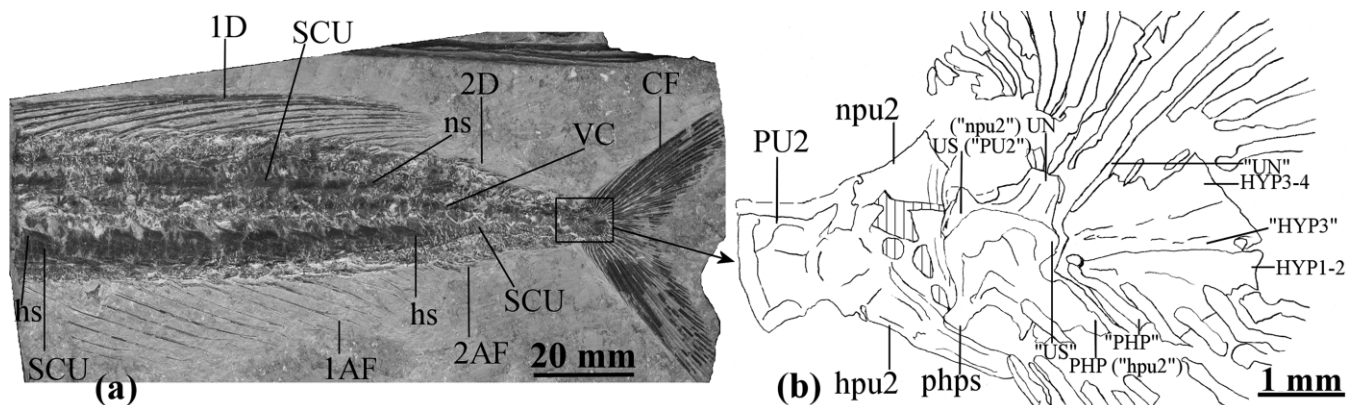 1D
SCU
ns
2D
VC
CF
hs
SCU
1AF
hs
2AF
SCU
20 mm
(a)
PU2
npu2
("npu2") UN
US ("PU2")
"UN"
HYP3-4
"HYP3"
HYP1-2
"PHP"
"US"
PHP ("hpu2")
hpu2
phps
1 mm
(b)